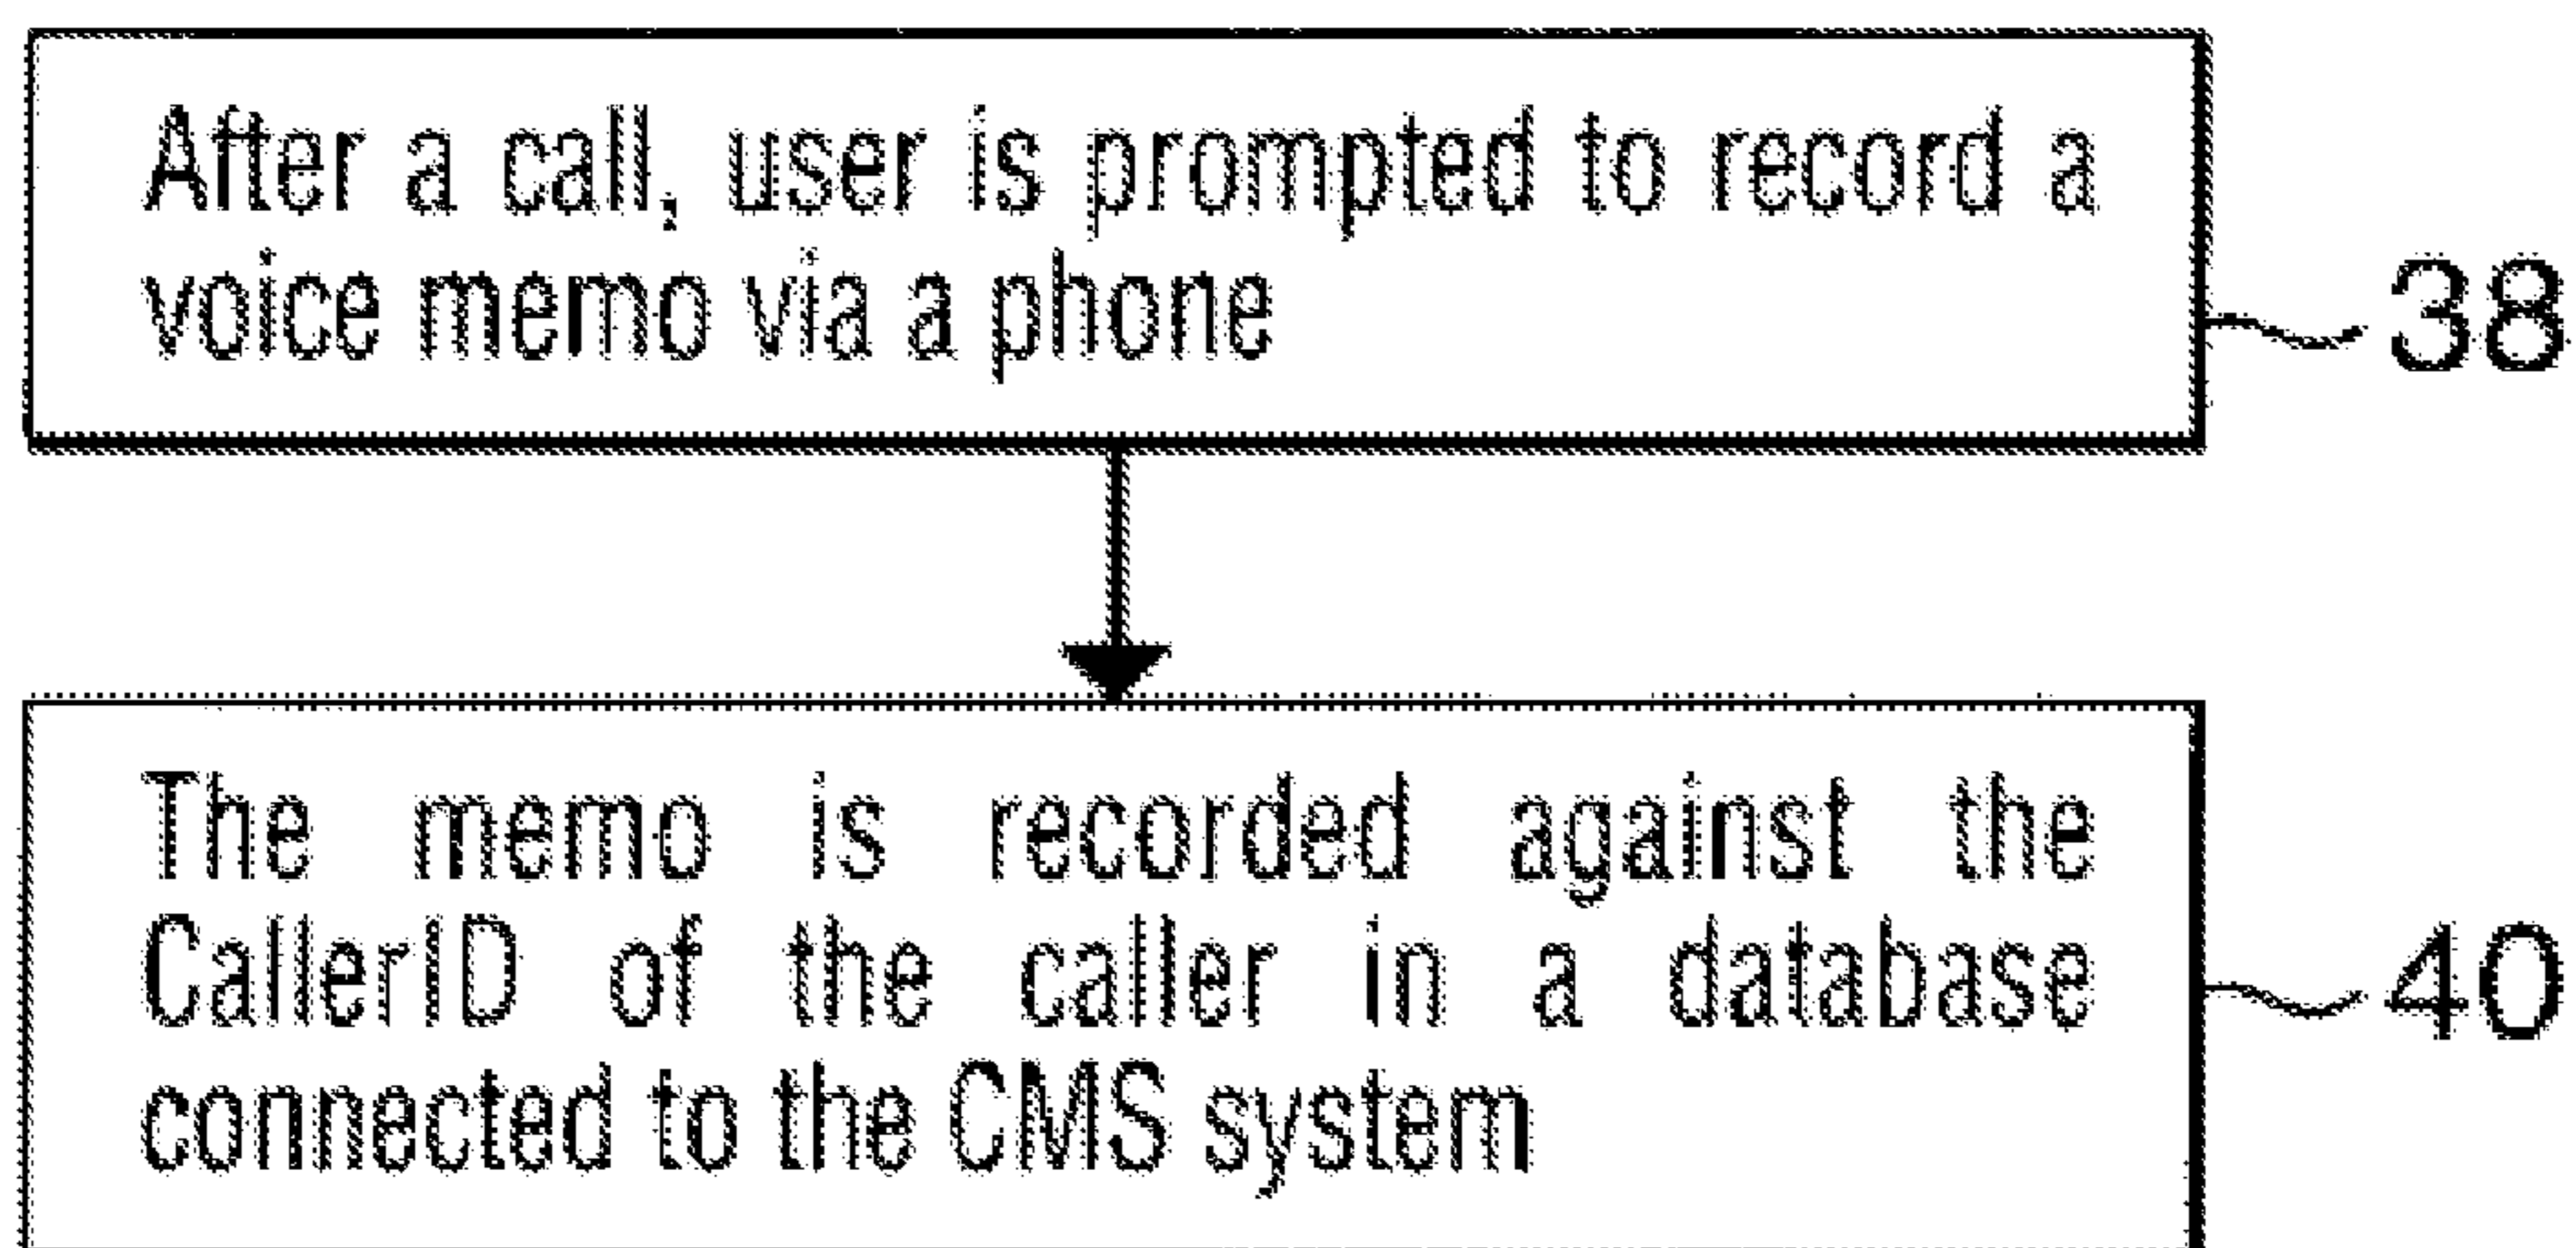 After a call, user is prompted to record a
voice memo via a phone
38
The memo is recorded against the
CallerID of the caller in a database
connected to the CMS system
40